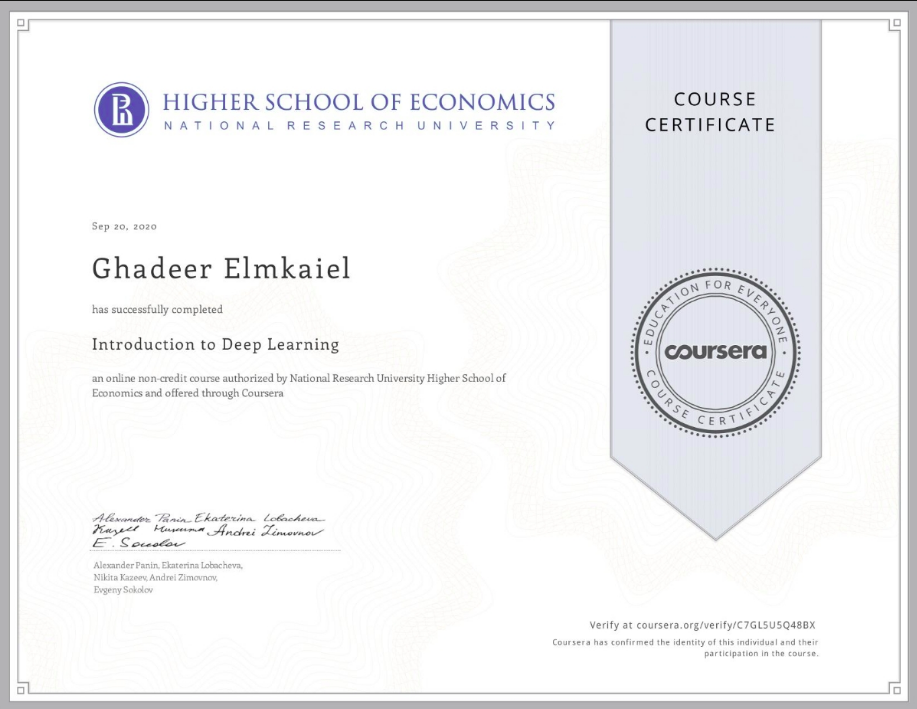 HIGHER SCHOOL OF ECONOMICS
NATIONAL RESEARCH UNIVERSITY
COURSE
CERTIFICATE
Sep 20, 2020
Ghadeer Elmkaiel
has successfully completed
Introduction to Deep Learning
an online non-credit course authorized by National Research University Higher School of
Economics and offered through Coursera
EDUCATION FOR EVERYONE
coursera
COURSE CERTIFICATE
Alexander Panin Ekaterina Lobacheva
Andrei Zimovnov
E. Sokolov
Alexander Panin, Ekaterina Lobacheva,
Nikita Kazeev, Andrei Zimovnov,
Evgeny Sokolov
Verify at coursera.org/verify/C7GL5U5Q48BX
Coursera has confirmed the identity of this individual and their
participation in the course.